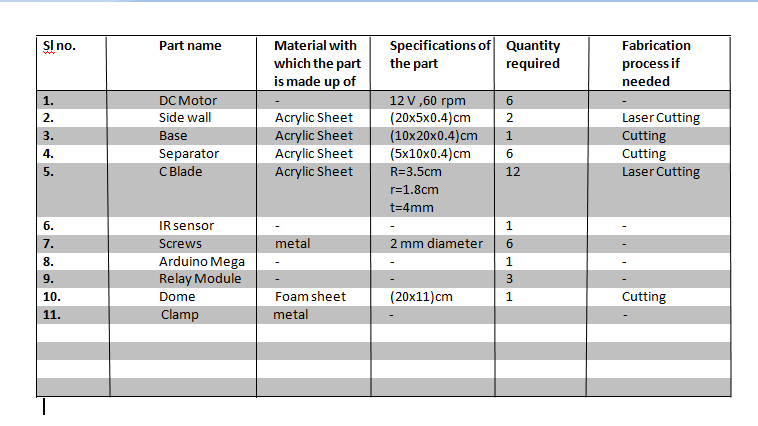 Sl no. Part name Material with which the part is made up of Specifications of the part Quantity required Fabrication process if needed
1. DC Motor - 12 V ,60 rpm 6 -
2. Side wall Acrylic Sheet (20x5x0.4)cm 2 Laser Cutting
3. Base Acrylic Sheet (10x20x0.4)cm 1 Cutting
4. Separator Acrylic Sheet (5x10x0.4)cm 6 Cutting
5. C Blade Acrylic Sheet R=3.5cm 12 Laser Cutting
r=1.8cm
t=4mm
6. IR sensor - - 1 -
7. Screws metal 2 mm diameter 6 -
8. Arduino Mega - - 1 -
9. Relay Module - - 3 -
10. Dome Foam sheet (20x11)cm 1 Cutting
11. Clamp metal - -